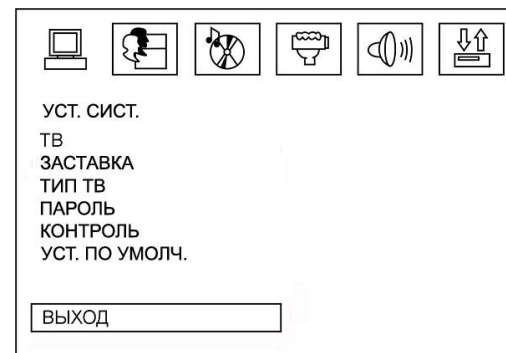 УСТ. СИСТ.
ТВ
ЗАСТАВКА
ТИП ТВ
ПАРОЛЬ
КОНТРОЛЬ
УСТ. ПО УМОЛЧ.
ВЫХОД